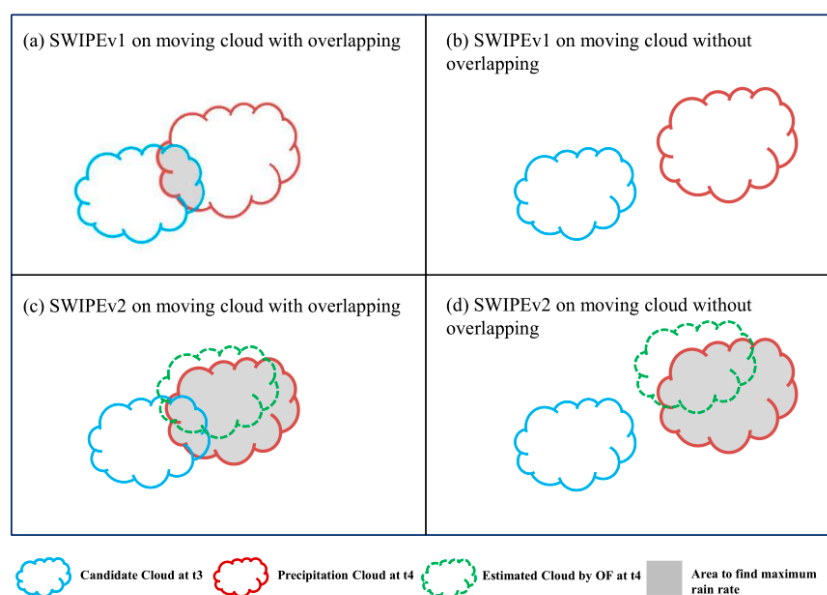 (a) SWIPEv1 on moving cloud with overlapping
(b) SWIPEv1 on moving cloud without
overlapping
(c) SWIPEv2 on moving cloud with overlapping
(d) SWIPEv2 on moving cloud without
overlapping
Candidate Cloud at t3
Precipitation Cloud at t4
Estimated Cloud by OF at t4
Area to find maximum
rain rate